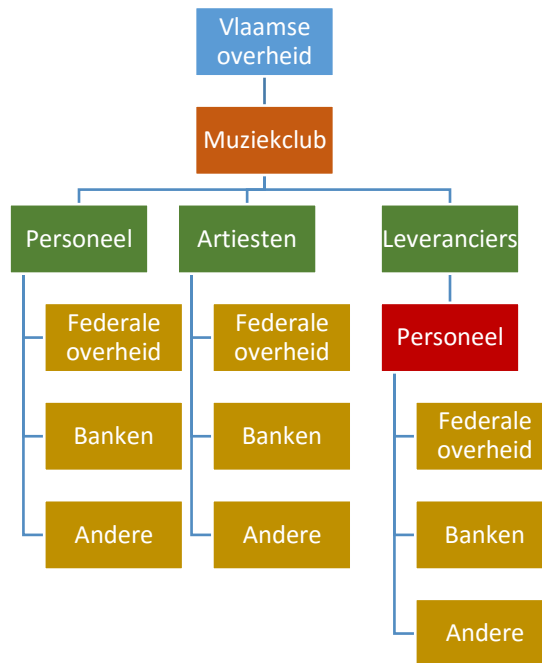 Vlaamse
overheid
Muziekclub
Personeel
Artiesten
Leveranciers
Federale
overheid
Federale
overheid
Personeel
Banken
Banken
Federale
overheid
Andere
Andere
Banken
Andere